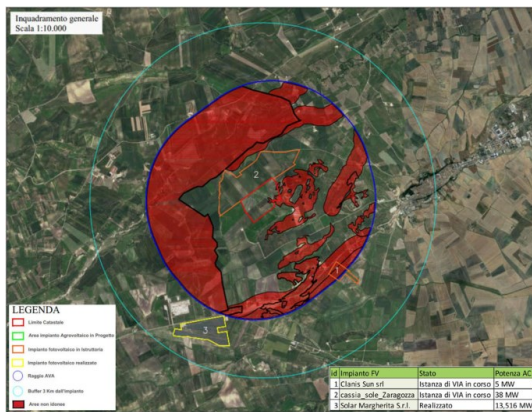 Inquadramento generale
Scala 1:10.000
2
1
3
LEGENDA
Limite Catastale
Area impianto Agrovoltaico in Progetto
Impianto fotovoltaico in istruttoria
Impianto fotovoltaico realizzato
Raggio AVA
Buffer 3 Km dall'impianto
Aree non idonee
id Impianto FV Stato Potenza AC
1 Clanis Sun srl Istanza di VIA in corso 5 MW
2 cassia_sole_Zaragozza Istanza di VIA in corso 38 MW
3 Solar Margherita S.r.l. Realizzato 13,516 MW